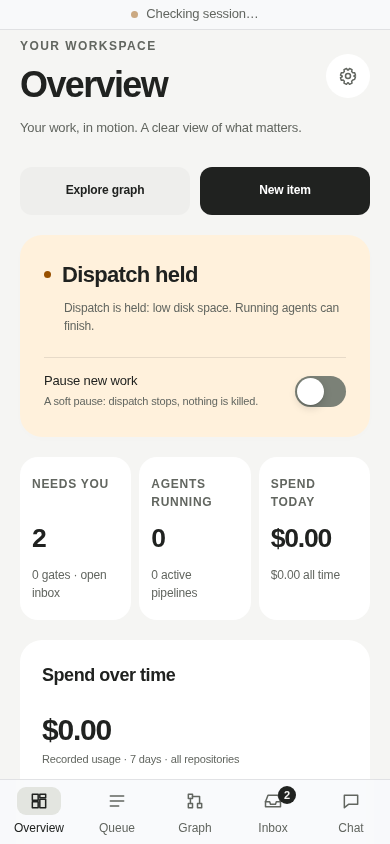 Checking session…
YOUR WORKSPACE
Overview
Your work, in motion. A clear view of what matters.
Explore graph
New item
Dispatch held
Dispatch is held: low disk space. Running agents can
finish.
Pause new work
A soft pause: dispatch stops, nothing is killed.
NEEDS YOU
2
0 gates · open
inbox
AGENTS
RUNNING
0
0 active
pipelines
SPEND
TODAY
$0.00
$0.00 all time
Spend over time
$0.00
Recorded usage · 7 days · all repositories
2
Overview
Queue
Graph
Inbox
Chat